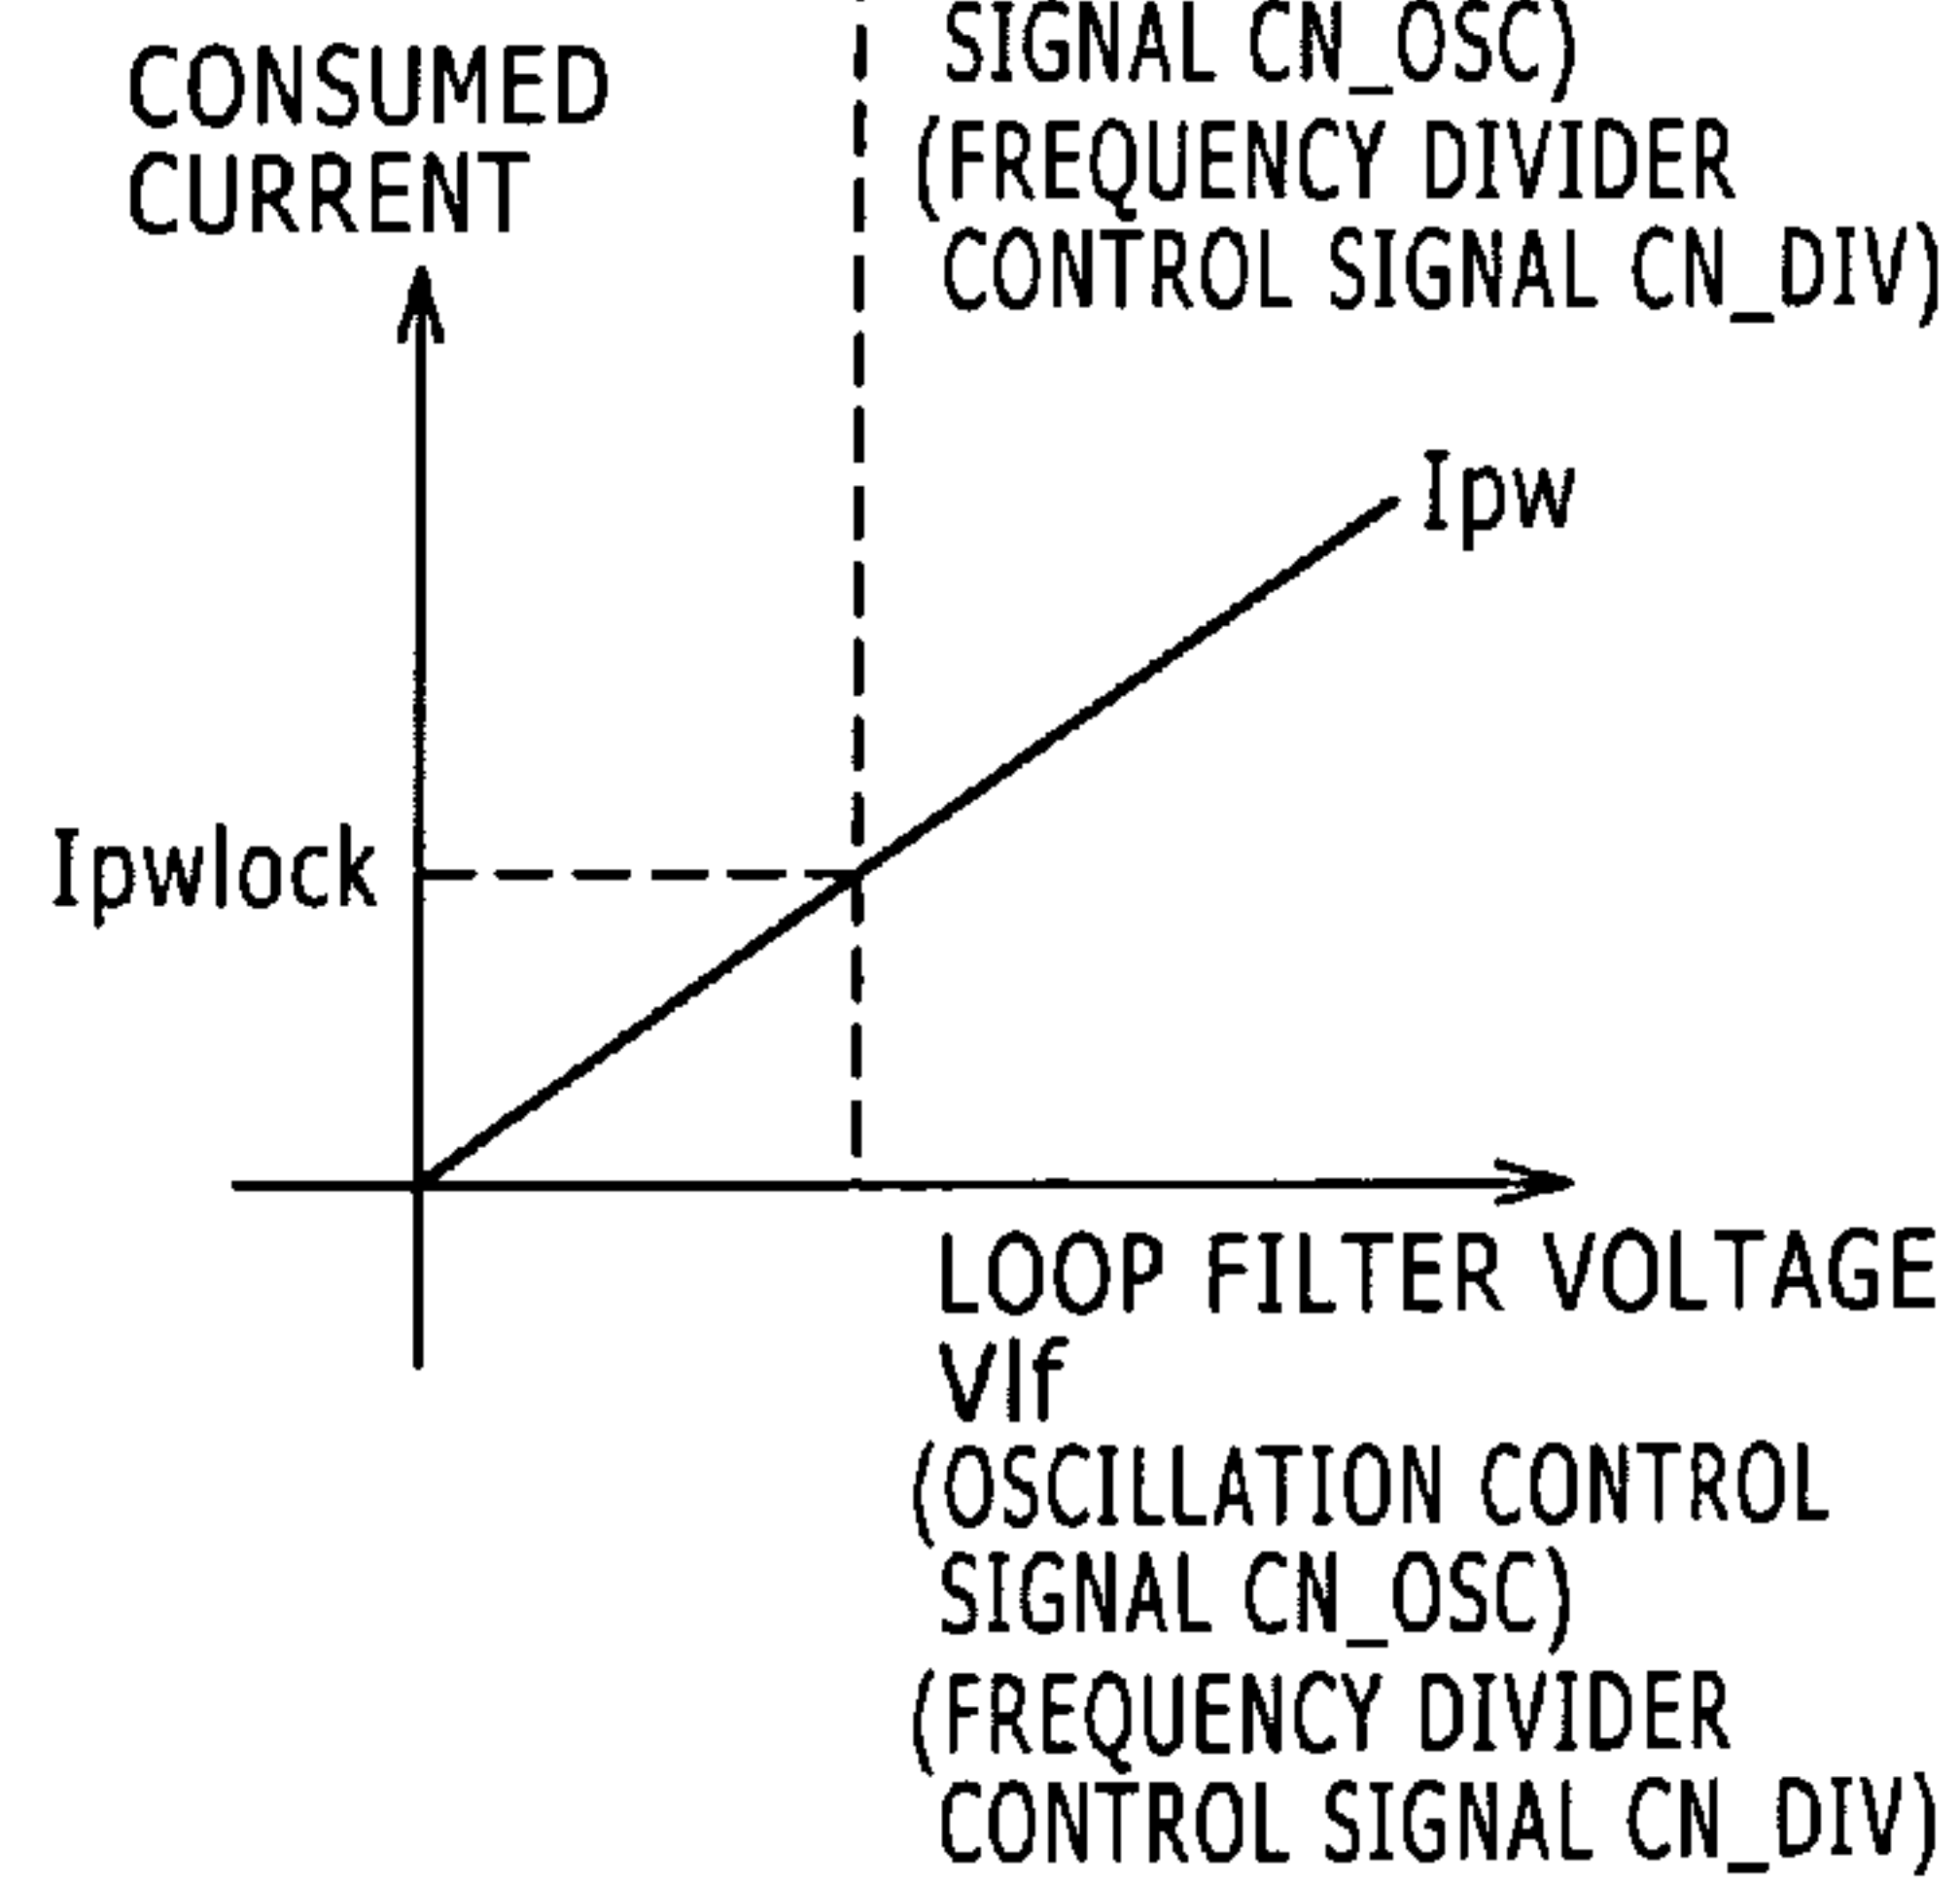 SIGNAL CN_OSC)
(FREQUENCY DIVIDER
CONTROL SIGNAL CN_DIV)
CONSUMED
CURRENT
Ipw
Ipwlock
LOOP FILTER VOLTAGE
Vlf
(OSCILLATION CONTROL
SIGNAL CN_OSC)
(FREQUENCY DIVIDER
CONTROL SIGNAL CN_DIV)